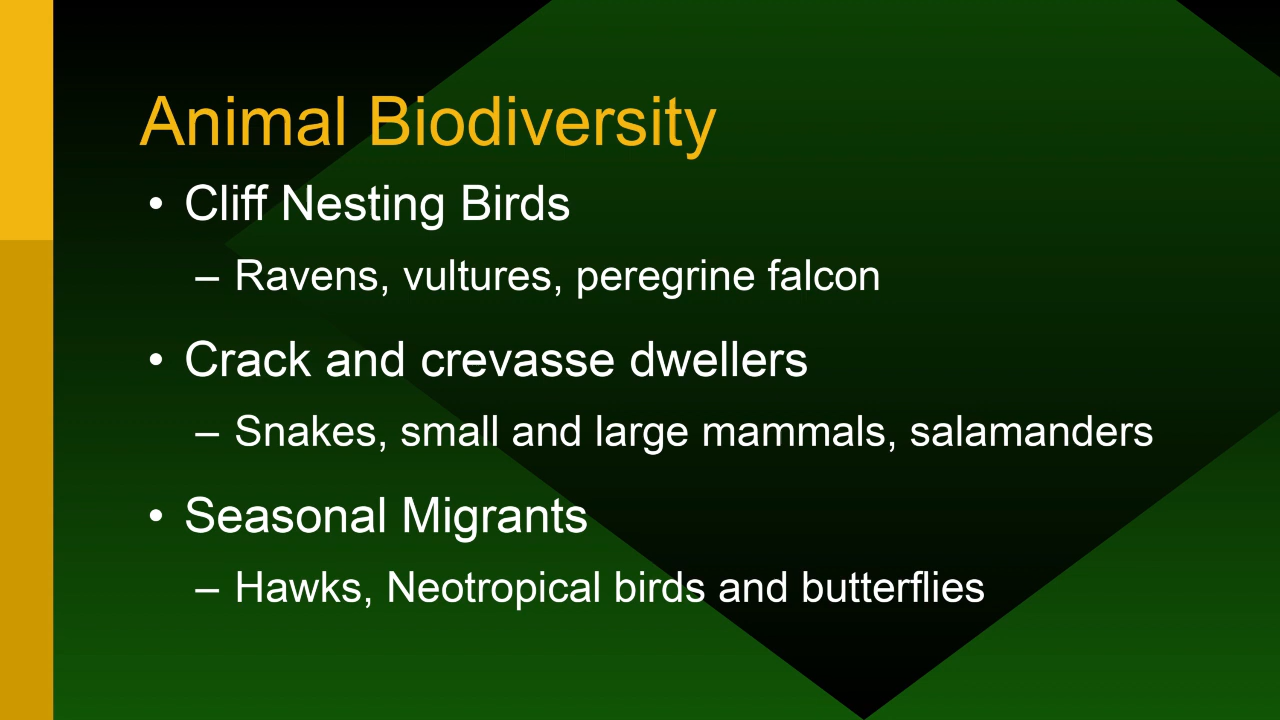 Animal Biodiversity
• Cliff Nesting Birds
– Ravens, vultures, peregrine falcon
• Crack and crevasse dwellers
– Snakes, small and large mammals, salamanders
• Seasonal Migrants
– Hawks, Neotropical birds and butterflies